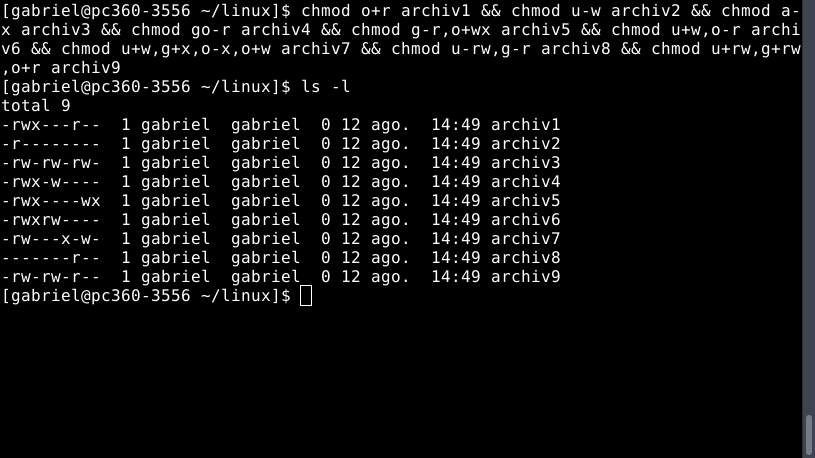 [gabriel@pc360-3556 ~/linux]$ chmod o+r archiv1 && chmod u-w archiv2 && chmod a-
x archiv3 && chmod go-r archiv4 && chmod g-r,o+wx archiv5 && chmod u+w,o-r archi
v6 && chmod u+w,g+x,o-x,o+w archiv7 && chmod u-rw,g-r archiv8 && chmod u+rw,g+rw
,o+r archiv9
[gabriel@pc360-3556 ~/linux]$ ls -l
total 9
-rwx---r--  1 gabriel  gabriel  0 12 ago.  14:49 archiv1
-r--------  1 gabriel  gabriel  0 12 ago.  14:49 archiv2
-rw-rw-rw-  1 gabriel  gabriel  0 12 ago.  14:49 archiv3
-rwx-w----  1 gabriel  gabriel  0 12 ago.  14:49 archiv4
-rwx----wx  1 gabriel  gabriel  0 12 ago.  14:49 archiv5
-rwxrw----  1 gabriel  gabriel  0 12 ago.  14:49 archiv6
-rw---x-w-  1 gabriel  gabriel  0 12 ago.  14:49 archiv7
-------r--  1 gabriel  gabriel  0 12 ago.  14:49 archiv8
-rw-rw-r--  1 gabriel  gabriel  0 12 ago.  14:49 archiv9
[gabriel@pc360-3556 ~/linux]$